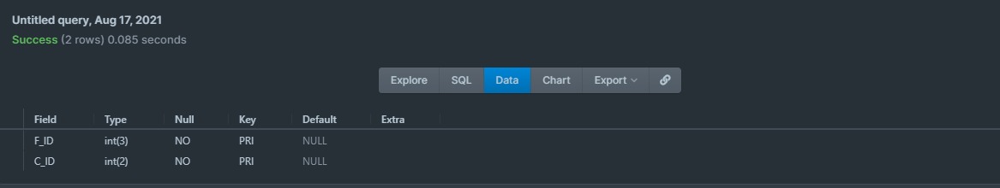 Untitled query, Aug 17, 2021
Success (2 rows) 0.085 seconds
Explore SQL Data Chart Export
Field Type Null Key Default Extra
F_ID int(3) NO PRI NULL
C_ID int(2) NO PRI NULL